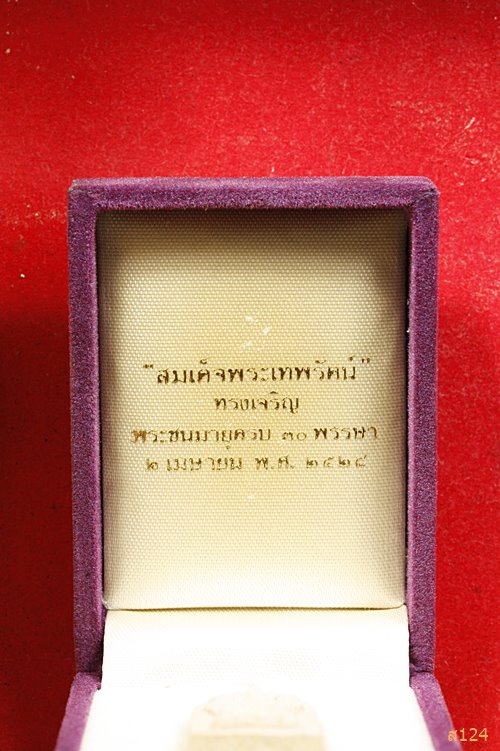 "สมเด็จพระเทพรัตน์"
ทรงเจริญ
พระชนมายุครบ ๓๐ พรรษา
๒ เมษายน พ.ศ. ๒๕๒๘
ส124